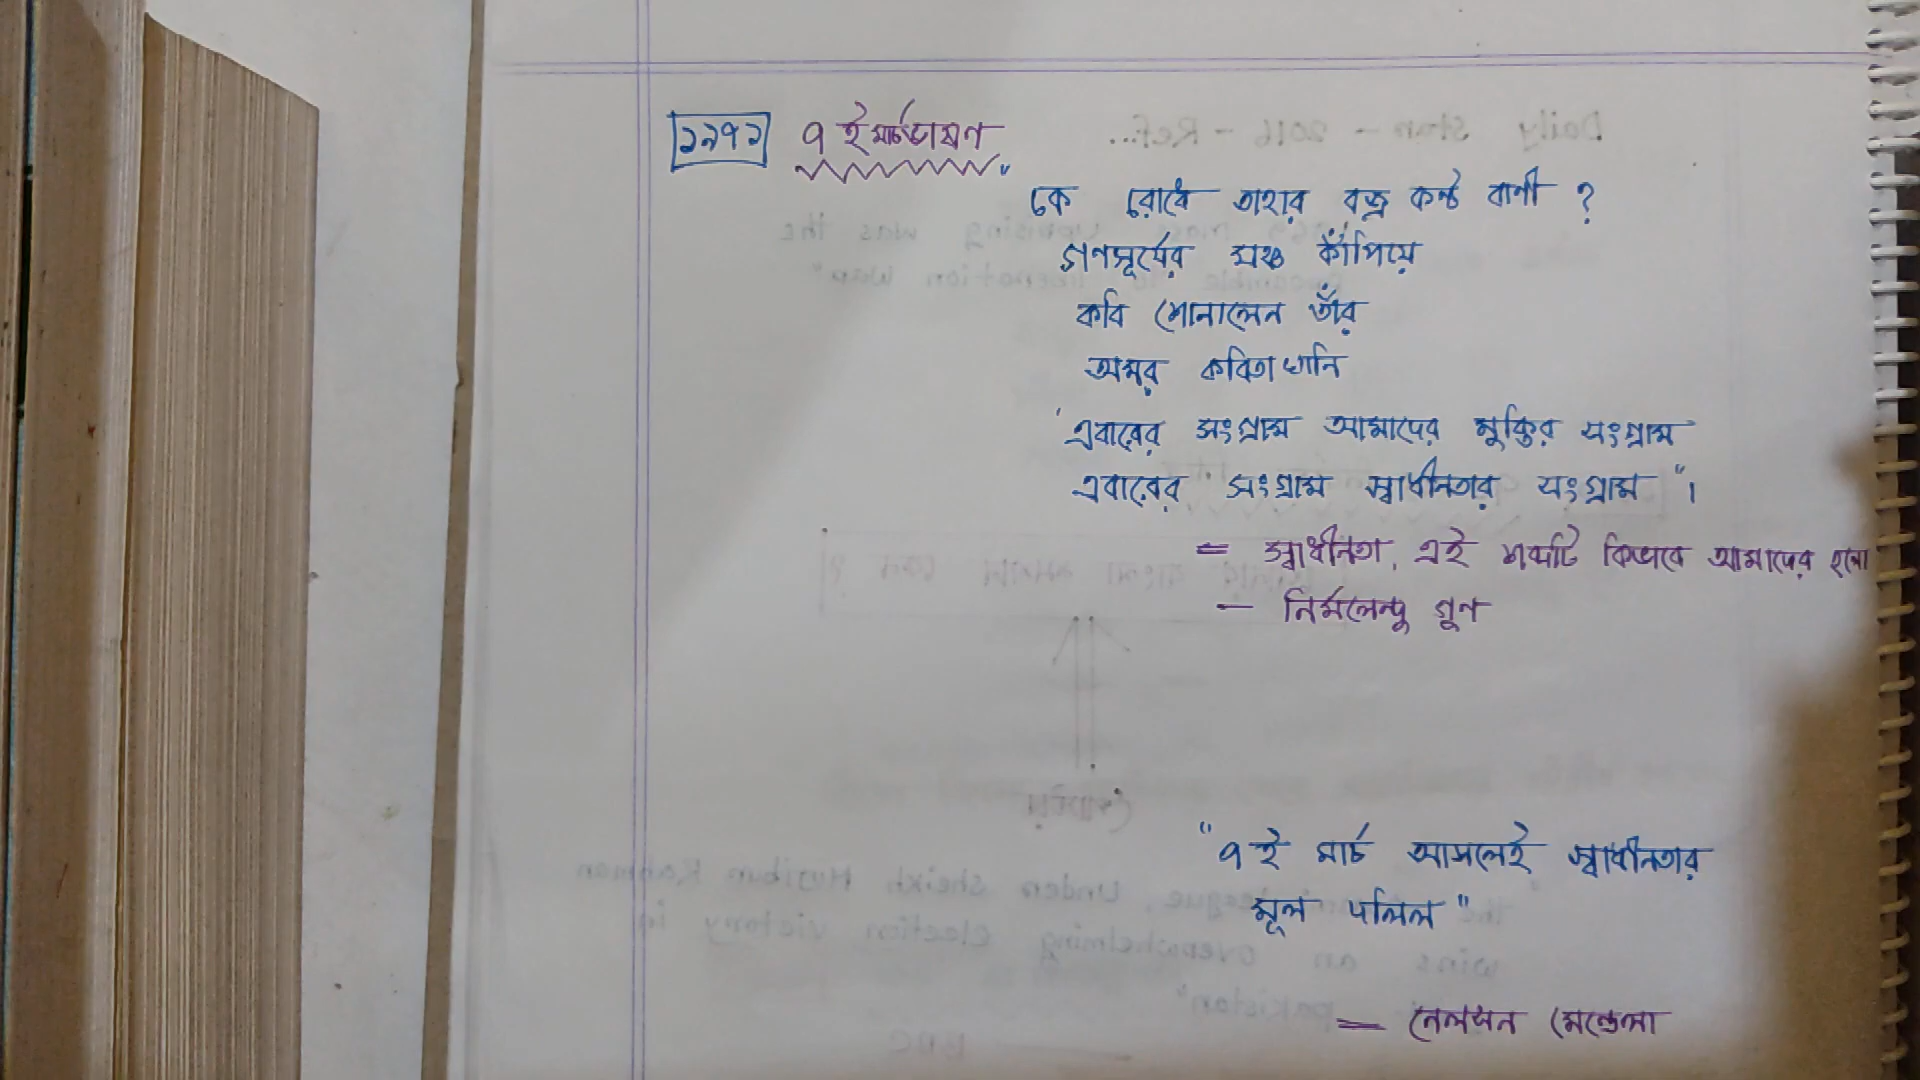 ১৯৭১ ৭ই মার্চ ভাষণ
"কে রোধে তাহার বজ্র কন্ঠ বানী ?
গণসূর্যের মঞ্চ কাঁপিয়ে
কবি শোনালেন তাঁর
অমর কবিতা খানি
'এবারের সংগ্রাম আমাদের মুক্তির সংগ্রাম
এবারের সংগ্রাম স্বাধীনতার সংগ্রাম"।
= স্বাধীনতা, এই শব্দটি কিভাবে আমাদের হলো
– নির্মলেন্দু গুণ
"৭ই মার্চ আসলেই স্বাধীনতার
মূল দলিল"
— নেলসন মেন্ডেলা